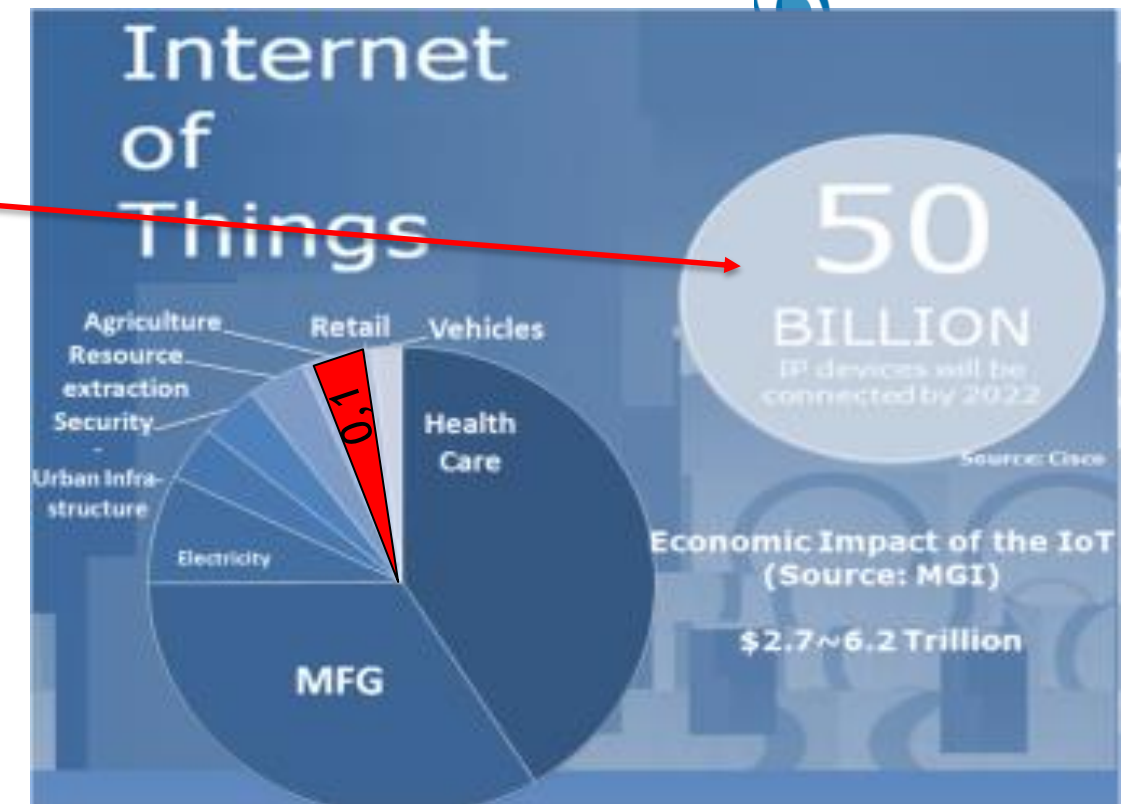 Internet
of
Things
50
BILLION
IP devices will be
connected by 2022
Source: Cisco
Agriculture
Retail
Vehicles
Resource
extraction
Security
-
Urban Infra-
structure
Electricity
0,1
Health
Care
MFG
Economic Impact of the IoT
(Source: MGI)
$2.7~6.2 Trillion